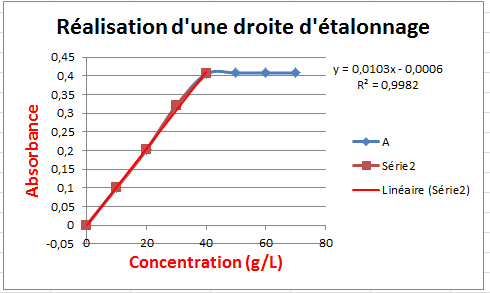 Réalisation d'une droite d'étalonnage
0,45
0,4
0,35
0,3
0,25
0,2
0,15
0,1
0,05
0
-0,05
0
20
40
60
80
Absorbance
Concentration (g/L)
y = 0,0103x - 0,0006
R² = 0,9982
A
Série2
Linéaire (Série2)